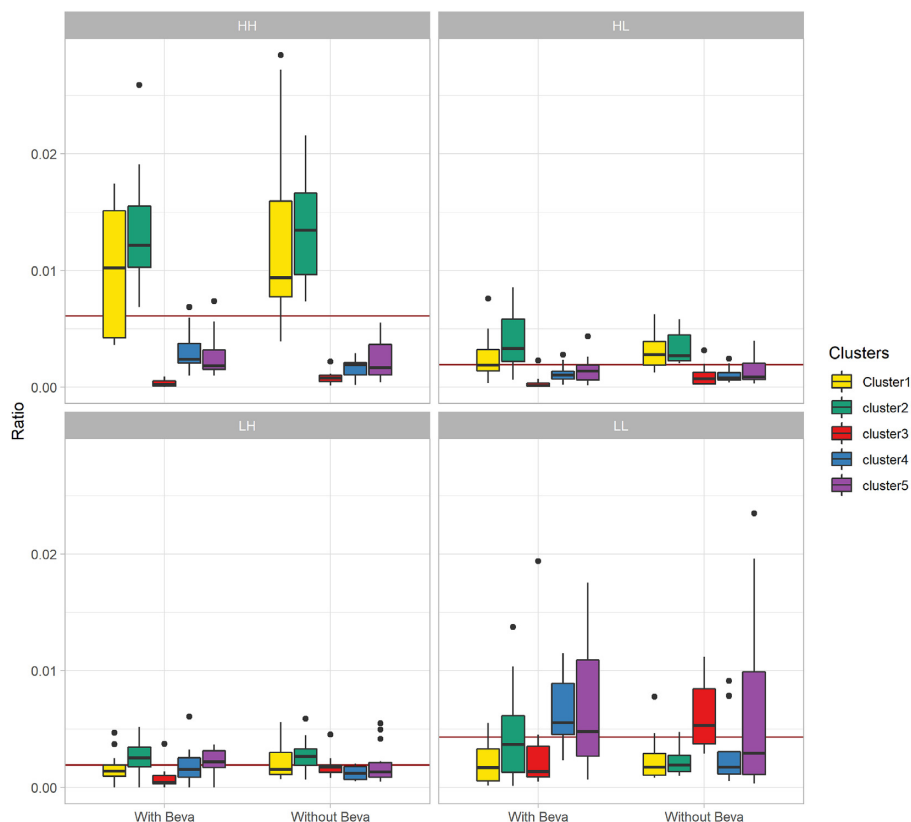 HH
HL
0.02
0.01
0.00
LH
LL
0.02
0.01
0.00
Ratio
With Beva
Without Beva
With Beva
Without Beva
Clusters
Cluster1
cluster2
cluster3
cluster4
cluster5